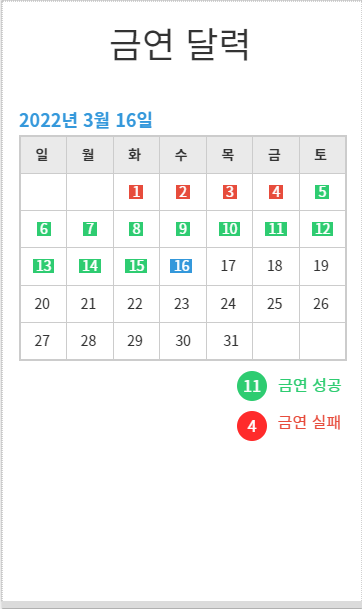 금연 달력
2022년 3월 16일
일 월 화 수 목 금 토
1 2 3 4 5
6 7 8 9 10 11 12
13 14 15 16 17 18 19
20 21 22 23 24 25 26
27 28 29 30 31
11 금연 성공
4 금연 실패